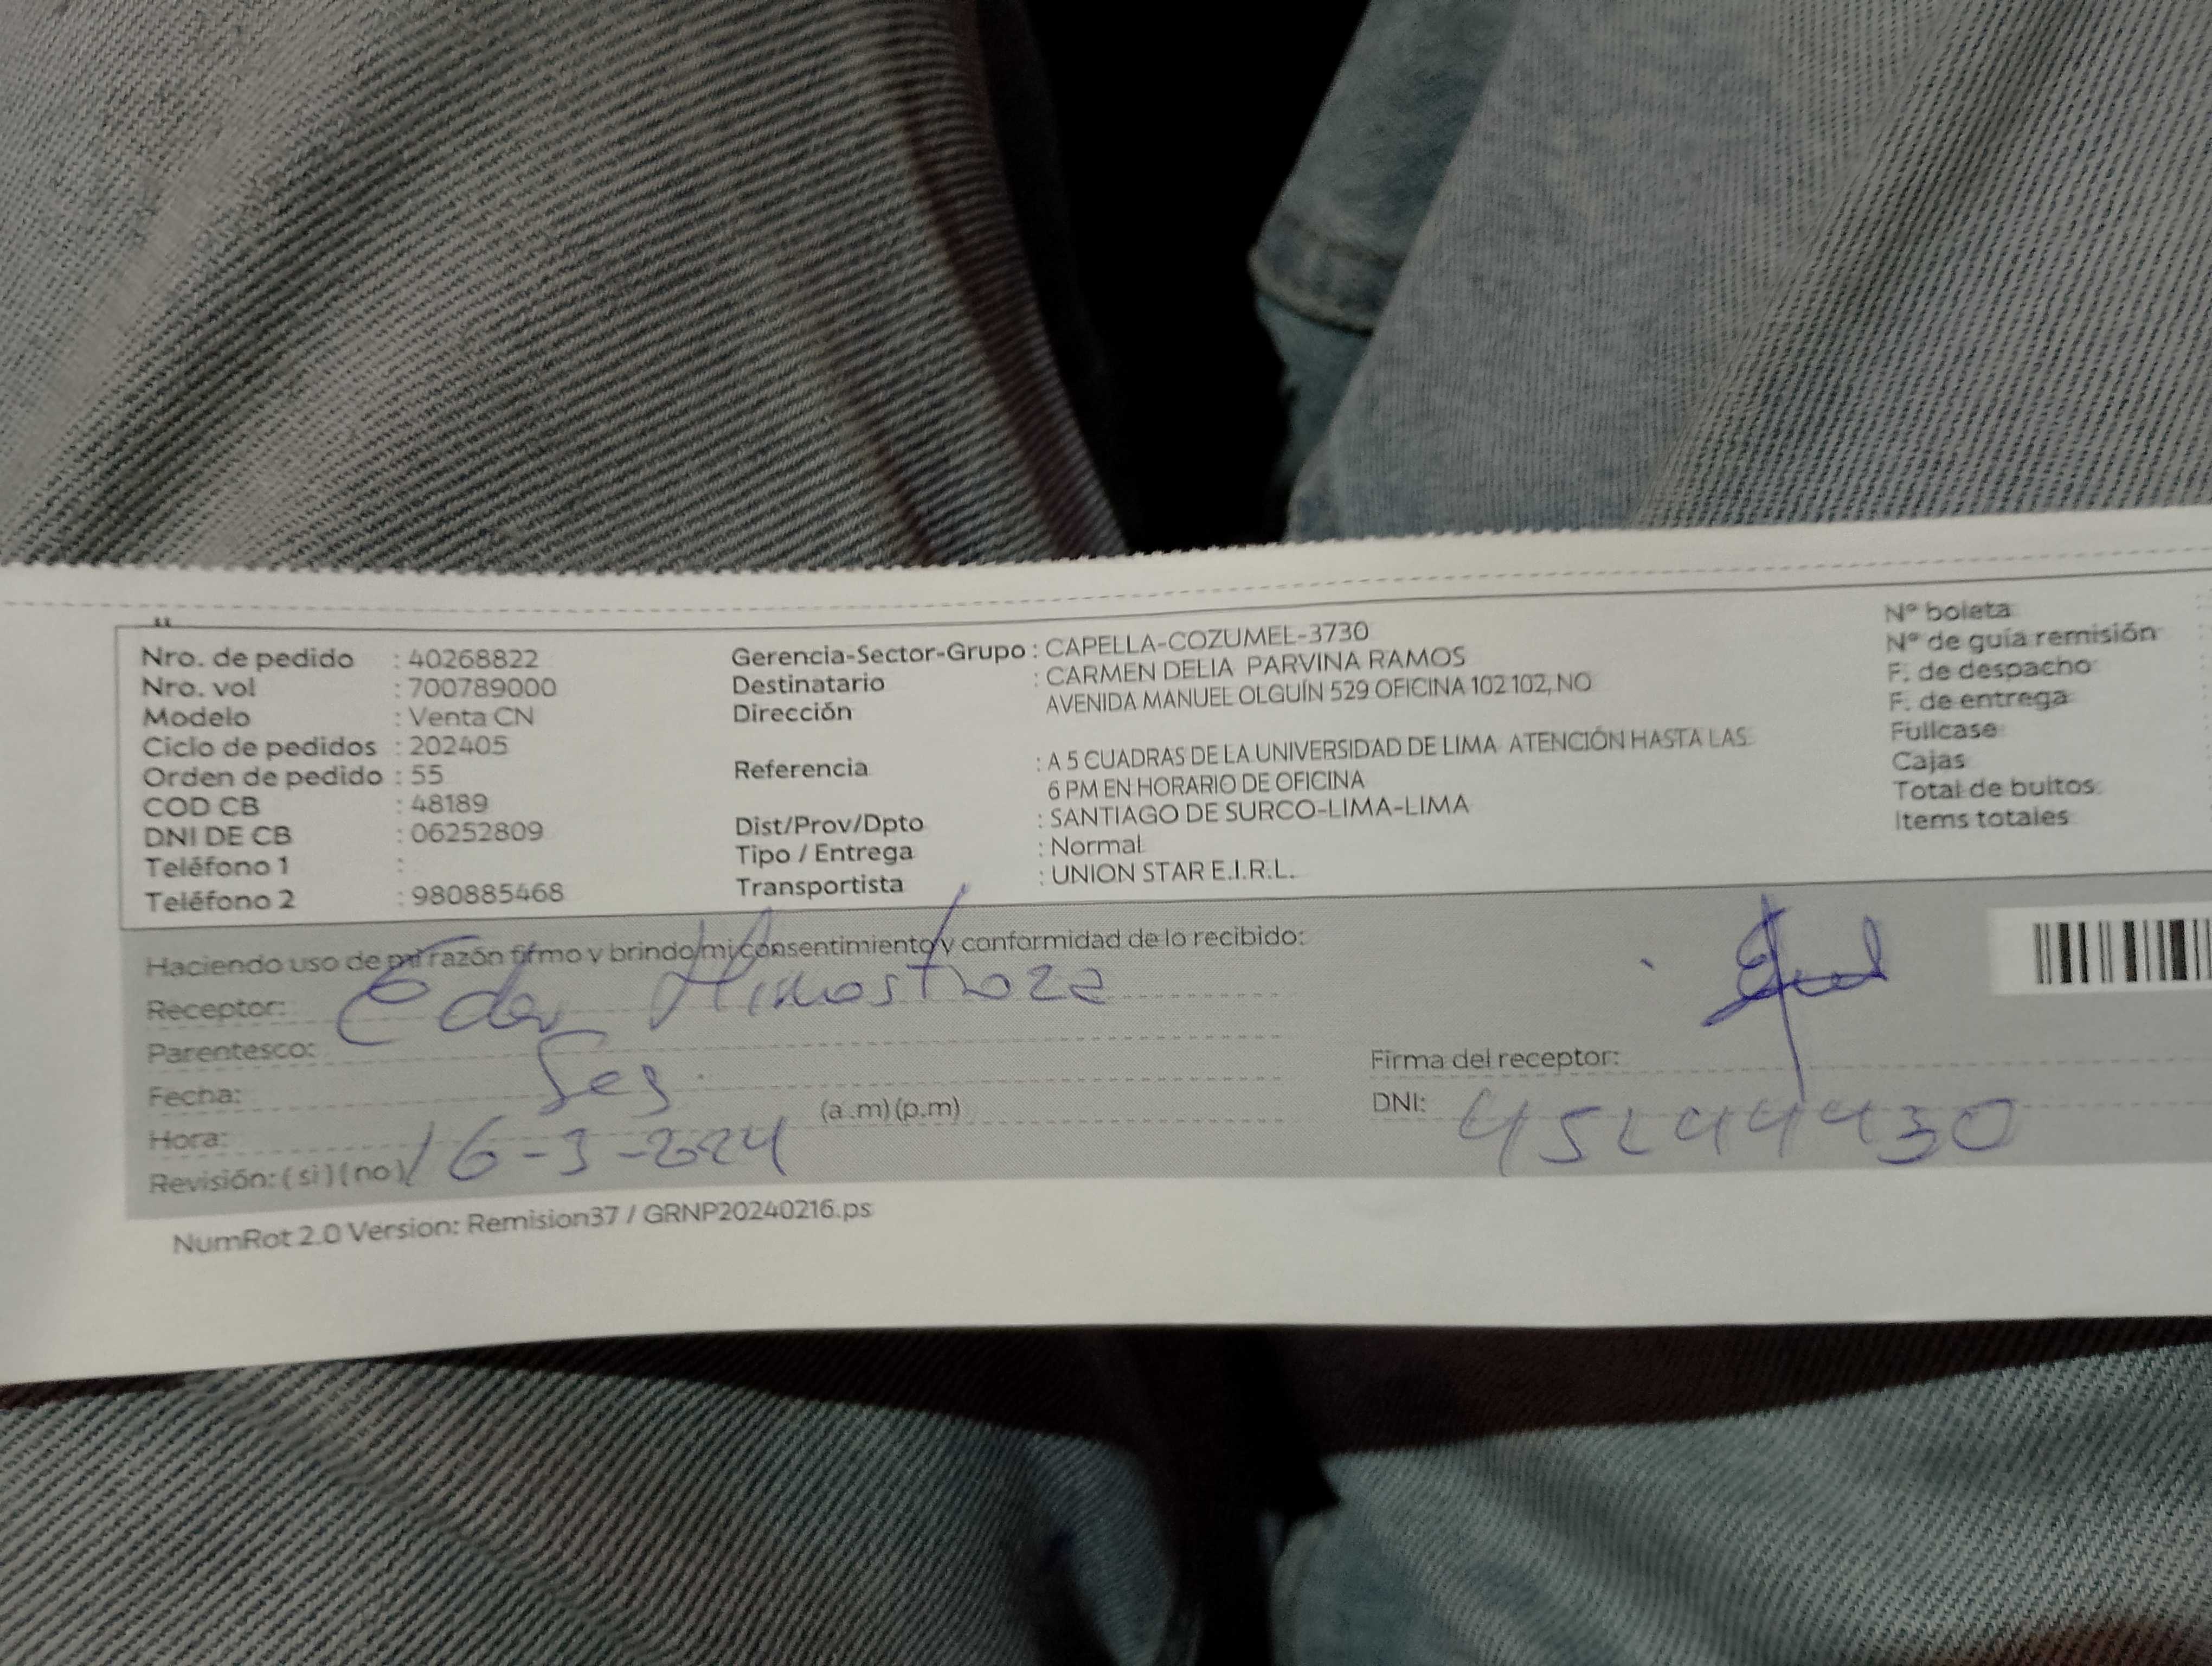 Nro. de pedido : 40268822
Nro. vol : 700789000
Modelo : Venta CN
Ciclo de pedidos : 202405
Orden de pedido : 55
COD CB : 48189
DNI DE CB : 06252809
Teléfono 1 :
Teléfono 2 : 980885468
Gerencia-Sector-Grupo : CAPELLA-COZUMEL-3730
Destinatario : CARMEN DELIA PARVINA RAMOS
Dirección AVENIDA MANUEL OLGUÍN 529 OFICINA 102 102, NO
Referencia : A 5 CUADRAS DE LA UNIVERSIDAD DE LIMA ATENCIÓN HASTA LAS
6 PM EN HORARIO DE OFICINA
Dist/Prov/Dpto : SANTIAGO DE SURCO-LIMA-LIMA
Tipo / Entrega : Normal
Transportista : UNION STAR E.I.R.L.
Nº boleta
Nº de guía remisión
F. de despacho
F. de entrega
Fullcase
Cajas
Total de bultos
Items totales
Haciendo uso de mi razón firmo y brindo mi consentimiento y conformidad de lo recibido:
Receptor: Eder
Parentesco:
Fecha:
Hora: (a.m) (p.m)
Revisión: ( si ) ( no )
Firma del receptor:
DNI:
NumRot 2.0 Version: Remision37 / GRNP20240216.ps